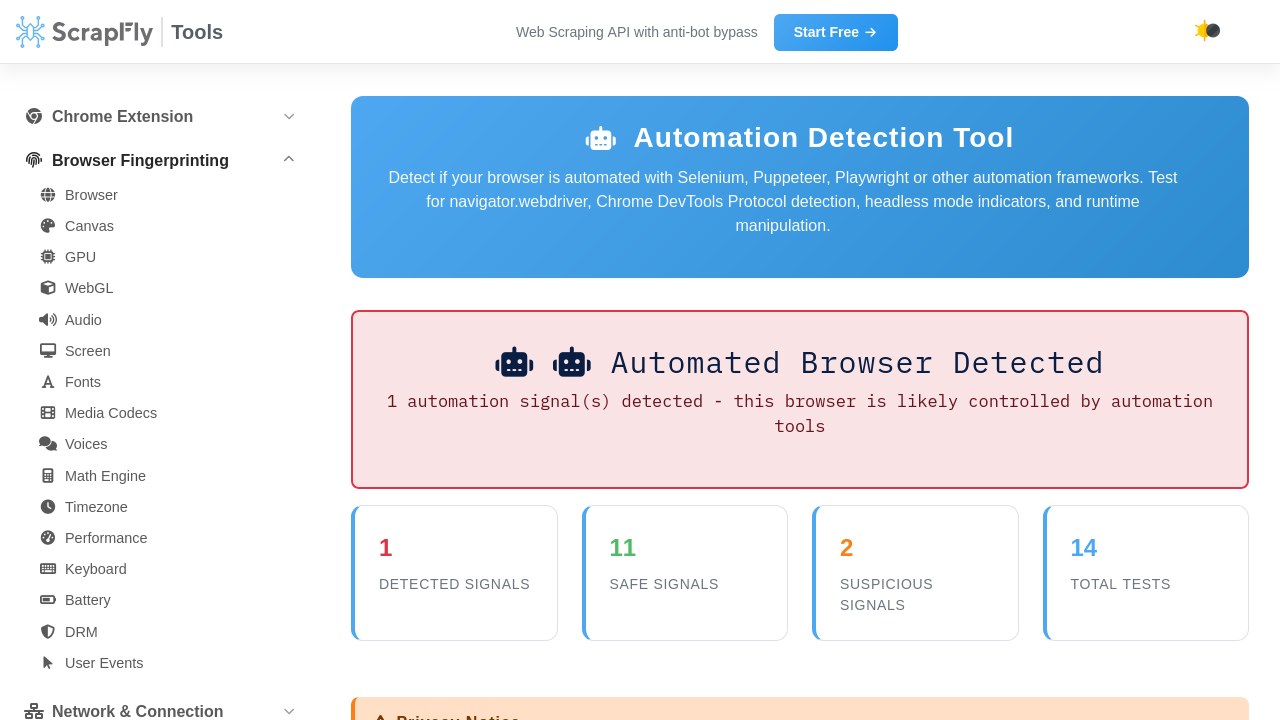 ScrapFly Tools
Web Scraping API with anti-bot bypass
Start Free →
Chrome Extension
Browser Fingerprinting
Browser
Canvas
GPU
WebGL
Audio
Screen
Fonts
Media Codecs
Voices
Math Engine
Timezone
Performance
Keyboard
Battery
DRM
User Events
Network & Connection
Automation Detection Tool
Detect if your browser is automated with Selenium, Puppeteer, Playwright or other automation frameworks. Test
for navigator.webdriver, Chrome DevTools Protocol detection, headless mode indicators, and runtime
manipulation.
Automated Browser Detected
1 automation signal(s) detected - this browser is likely controlled by automation
tools
1
DETECTED SIGNALS
11
SAFE SIGNALS
2
SUSPICIOUS
SIGNALS
14
TOTAL TESTS
Privacy Notice